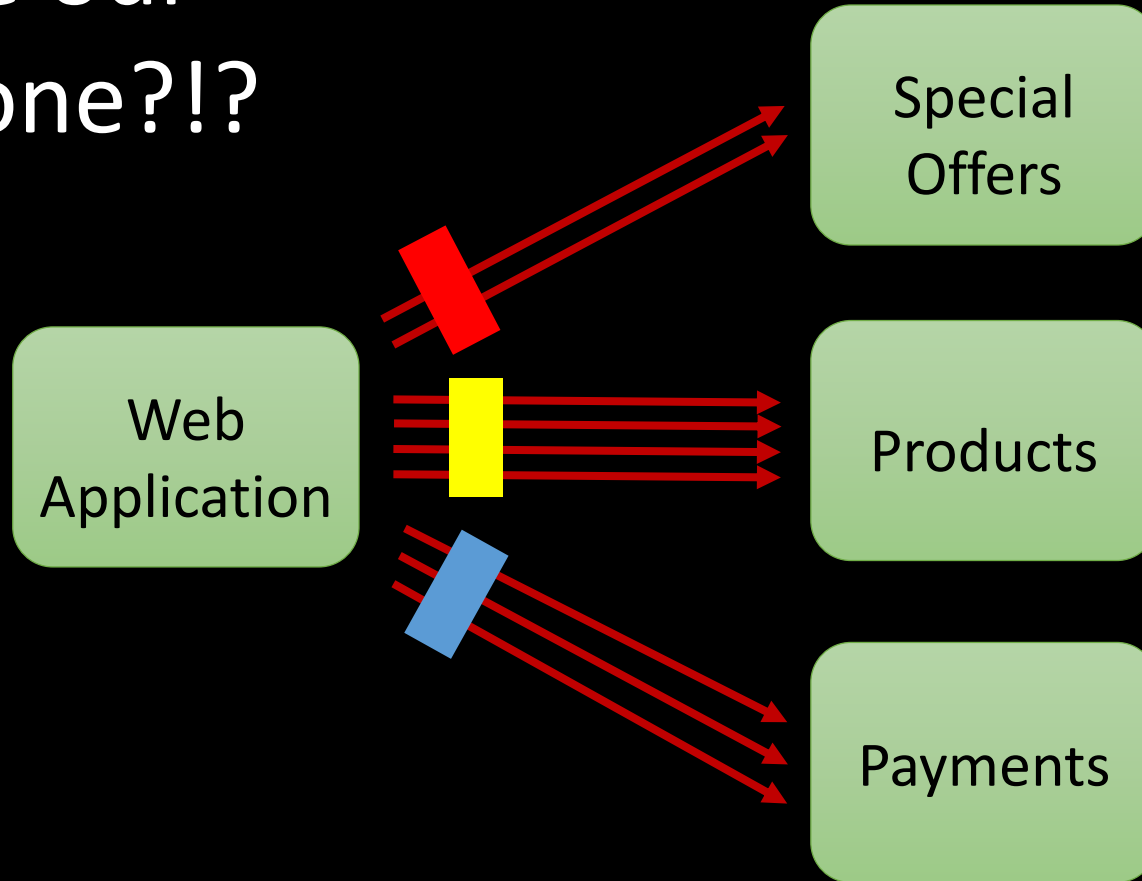 one?!?
Special
Offers
Web
Application
Products
Payments